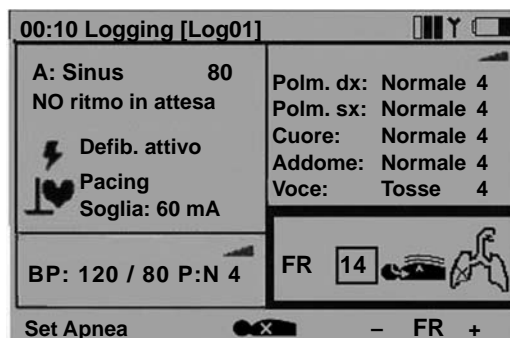 00:10 Logging [Log01]
A: Sinus 80
NO ritmo in attesa
Defib. attivo
Pacing
Soglia: 60 mA
BP: 120 / 80 P:N 4
Polm. dx: Normale 4
Polm. sx: Normale 4
Cuore: Normale 4
Addome: Normale 4
Voce: Tosse 4
FR 14
Set Apnea – FR +